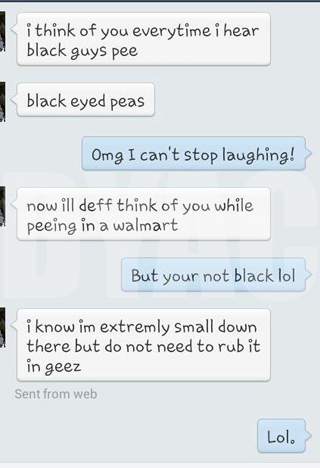 i think of you everytime i hear
black guys pee
black eyed peas
Omg I can't stop laughing!
now ill deff think of you while
peeing in a walmart
But your not black lol
i know im extremly small down
there but do not need to rub it
in geez
Sent from web
Lol.
DYAC